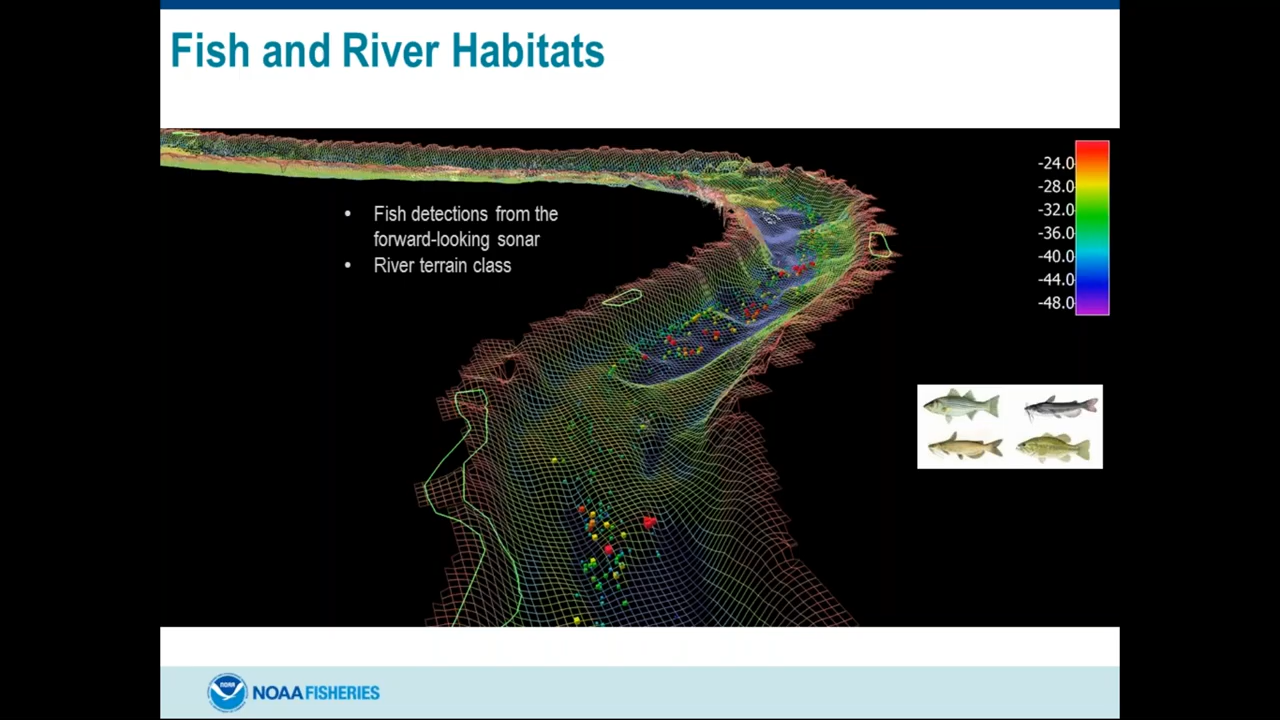 Fish and River Habitats
• Fish detections from the
forward-looking sonar
• River terrain class
-24.0
-28.0
-32.0
-36.0
-40.0
-44.0
-48.0
NOAA
NOAA FISHERIES